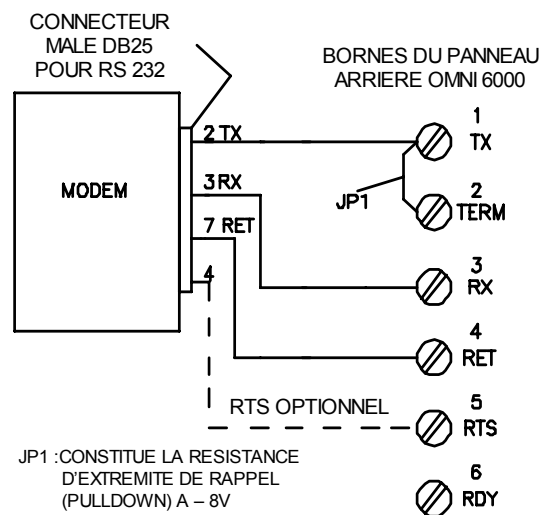 CONNECTEUR
MALE DB25
POUR RS 232
BORNES DU PANNEAU
ARRIERE OMNI 6000
MODEM
2 TX
3 RX
7 RET
4
JP1
1
TX
2
TERM
3
RX
4
RET
RTS OPTIONNEL
5
RTS
6
RDY
JP1 :CONSTITUE LA RESISTANCE
D'EXTREMITE DE RAPPEL
(PULLDOWN) A – 8V